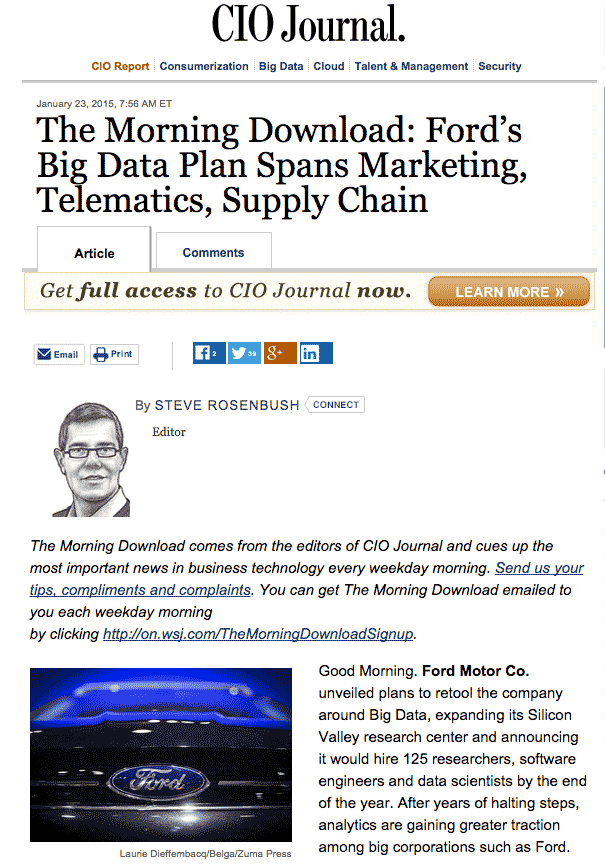 CIO Journal.
CIO Report Consumerization Big Data Cloud Talent & Management Security
January 23, 2015, 7:56 AM ET
The Morning Download: Ford's
Big Data Plan Spans Marketing,
Telematics, Supply Chain
Article Comments
Get full access to CIO Journal now. LEARN MORE »
Email Print f 2 39 g+ in
By STEVE ROSENBUSH CONNECT
Editor
The Morning Download comes from the editors of CIO Journal and cues up the
most important news in business technology every weekday morning. Send us your
tips, compliments and complaints. You can get The Morning Download emailed to
you each weekday morning
by clicking http://on.wsj.com/TheMorningDownloadSignup.
Ford
Laurie Dieffembacq/Belga/Zuma Press
Good Morning. Ford Motor Co.
unveiled plans to retool the company
around Big Data, expanding its Silicon
Valley research center and announcing
it would hire 125 researchers, software
engineers and data scientists by the end
of the year. After years of halting steps,
analytics are gaining greater traction
among big corporations such as Ford.